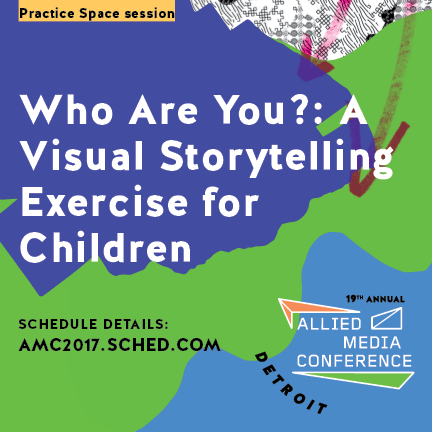 Practice Space session
Who Are You?: A
Visual Storytelling
Exercise for
Children
SCHEDULE DETAILS:
AMC2017.SCHED.COM
19TH ANNUAL
ALLIED
MEDIA
CONFERENCE
DETROIT